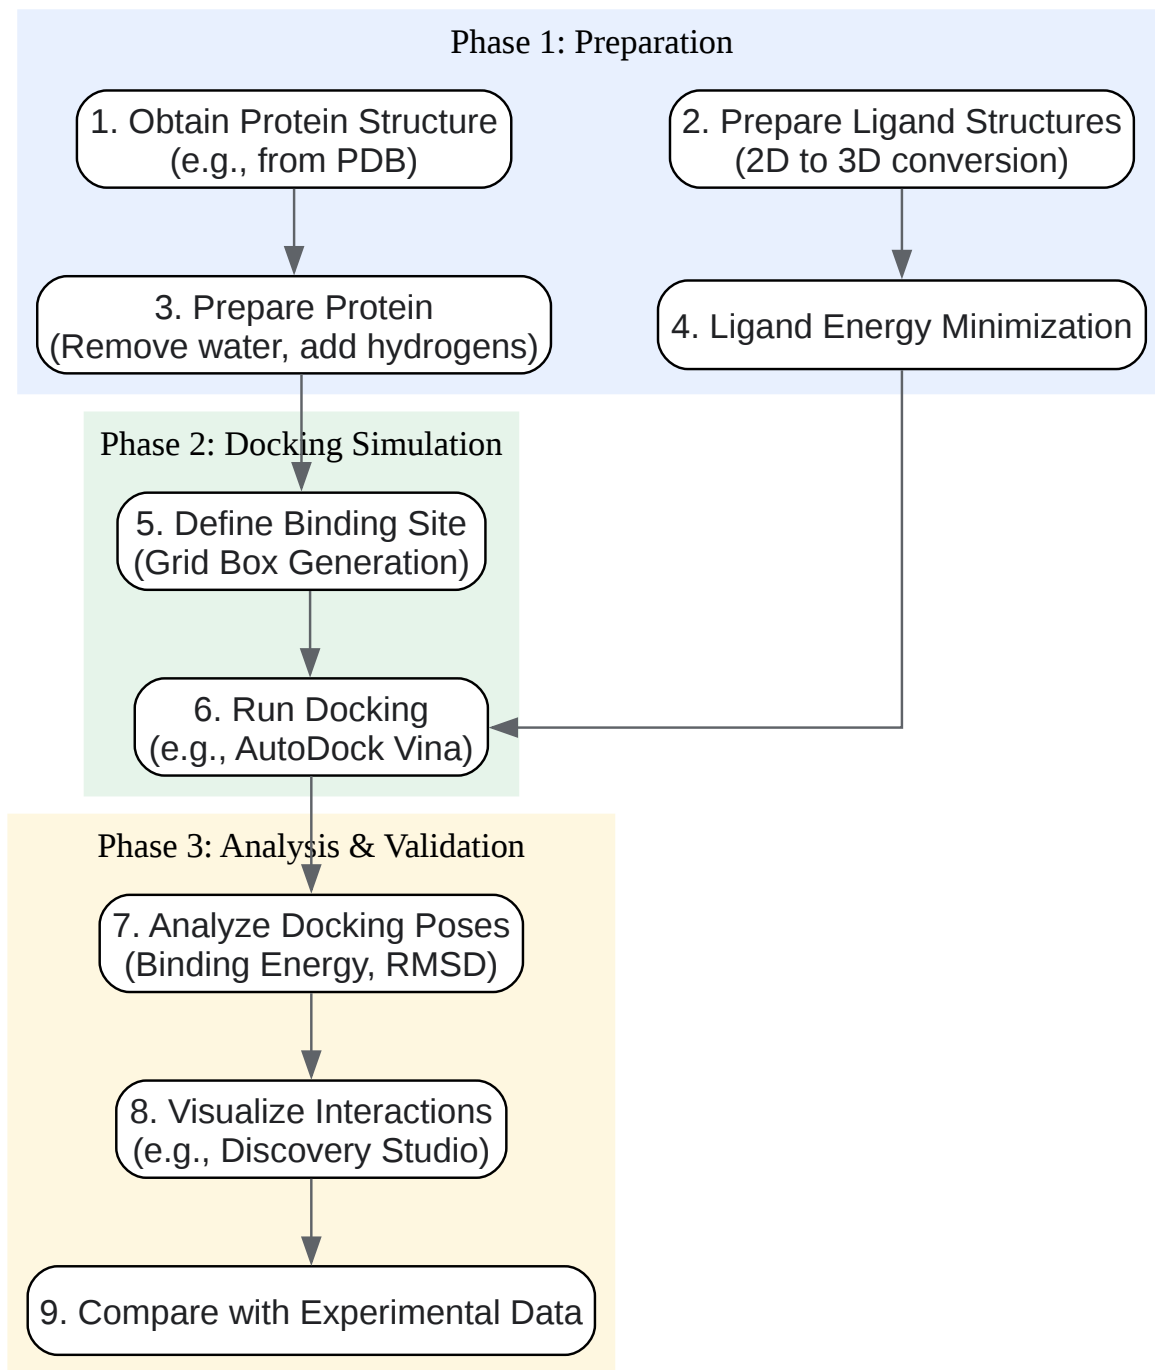 Phase 1: Preparation
1. Obtain Protein Structure
(e.g., from PDB)
2. Prepare Ligand Structures
(2D to 3D conversion)
3. Prepare Protein
(Remove water, add hydrogens)
4. Ligand Energy Minimization
Phase 2: Docking Simulation
5. Define Binding Site
(Grid Box Generation)
6. Run Docking
(e.g., AutoDock Vina)
Phase 3: Analysis & Validation
7. Analyze Docking Poses
(Binding Energy, RMSD)
8. Visualize Interactions
(e.g., Discovery Studio)
9. Compare with Experimental Data